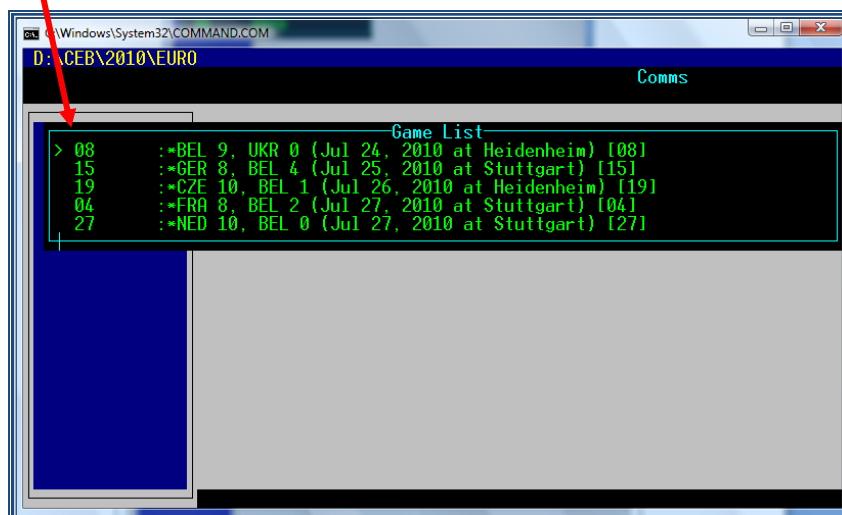 C:\Windows\System32\COMMAND.COM
D:\CEB\2010\EURO
Comms
Game List
> 08 :*BEL 9, UKR 0 (Jul 24, 2010 at Heidenheim) [08]
15 :*GER 8, BEL 4 (Jul 25, 2010 at Stuttgart) [15]
19 :*CZE 10, BEL 1 (Jul 26, 2010 at Heidenheim) [19]
04 :*FRA 8, BEL 2 (Jul 27, 2010 at Stuttgart) [04]
27 :*NED 10, BEL 0 (Jul 27, 2010 at Stuttgart) [27]